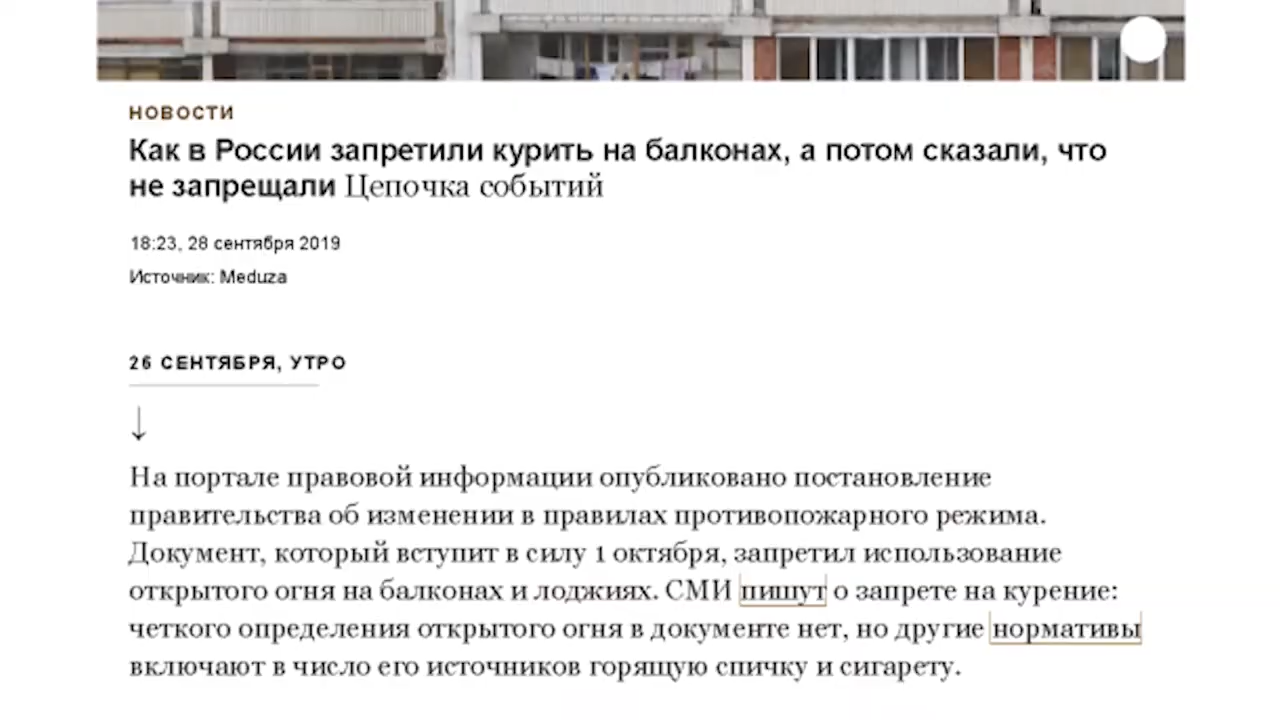 НОВОСТИ
Как в России запретили курить на балконах, а потом сказали, что
не запрещали Цепочка событий
18:23, 28 сентября 2019
Источник: Meduza
26 СЕНТЯБРЯ, УТРО
На портале правовой информации опубликовано постановление
правительства об изменении в правилах противопожарного режима.
Документ, который вступит в силу 1 октября, запретил использование
открытого огня на балконах и лоджиях. СМИ пишут о запрете на курение:
четкого определения открытого огня в документе нет, но другие нормативы
включают в число его источников горящую спичку и сигарету.